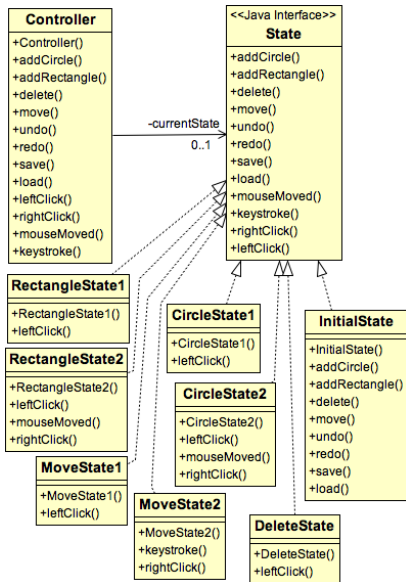 Controller
+Controller()
+addCircle()
+addRectangle()
+delete()
+move()
+undo()
+redo()
+save()
+load()
+leftClick()
+rightClick()
+mouseMoved()
+keystroke()
-currentState
0..1
<<Java Interface>>
State
+addCircle()
+addRectangle()
+delete()
+move()
+undo()
+redo()
+save()
+load()
+mouseMoved()
+keystroke()
+rightClick()
+leftClick()
RectangleState1
+RectangleState1()
+leftClick()
RectangleState2
+RectangleState2()
+leftClick()
+mouseMoved()
+rightClick()
MoveState1
+MoveState1()
+leftClick()
MoveState2
+MoveState2()
+keystroke()
+rightClick()
CircleState1
+CircleState1()
+leftClick()
CircleState2
+CircleState2()
+leftClick()
+mouseMoved()
+rightClick()
InitialState
+InitialState()
+addCircle()
+addRectangle()
+delete()
+move()
+undo()
+redo()
+save()
+load()
DeleteState
+DeleteState()
+leftClick()